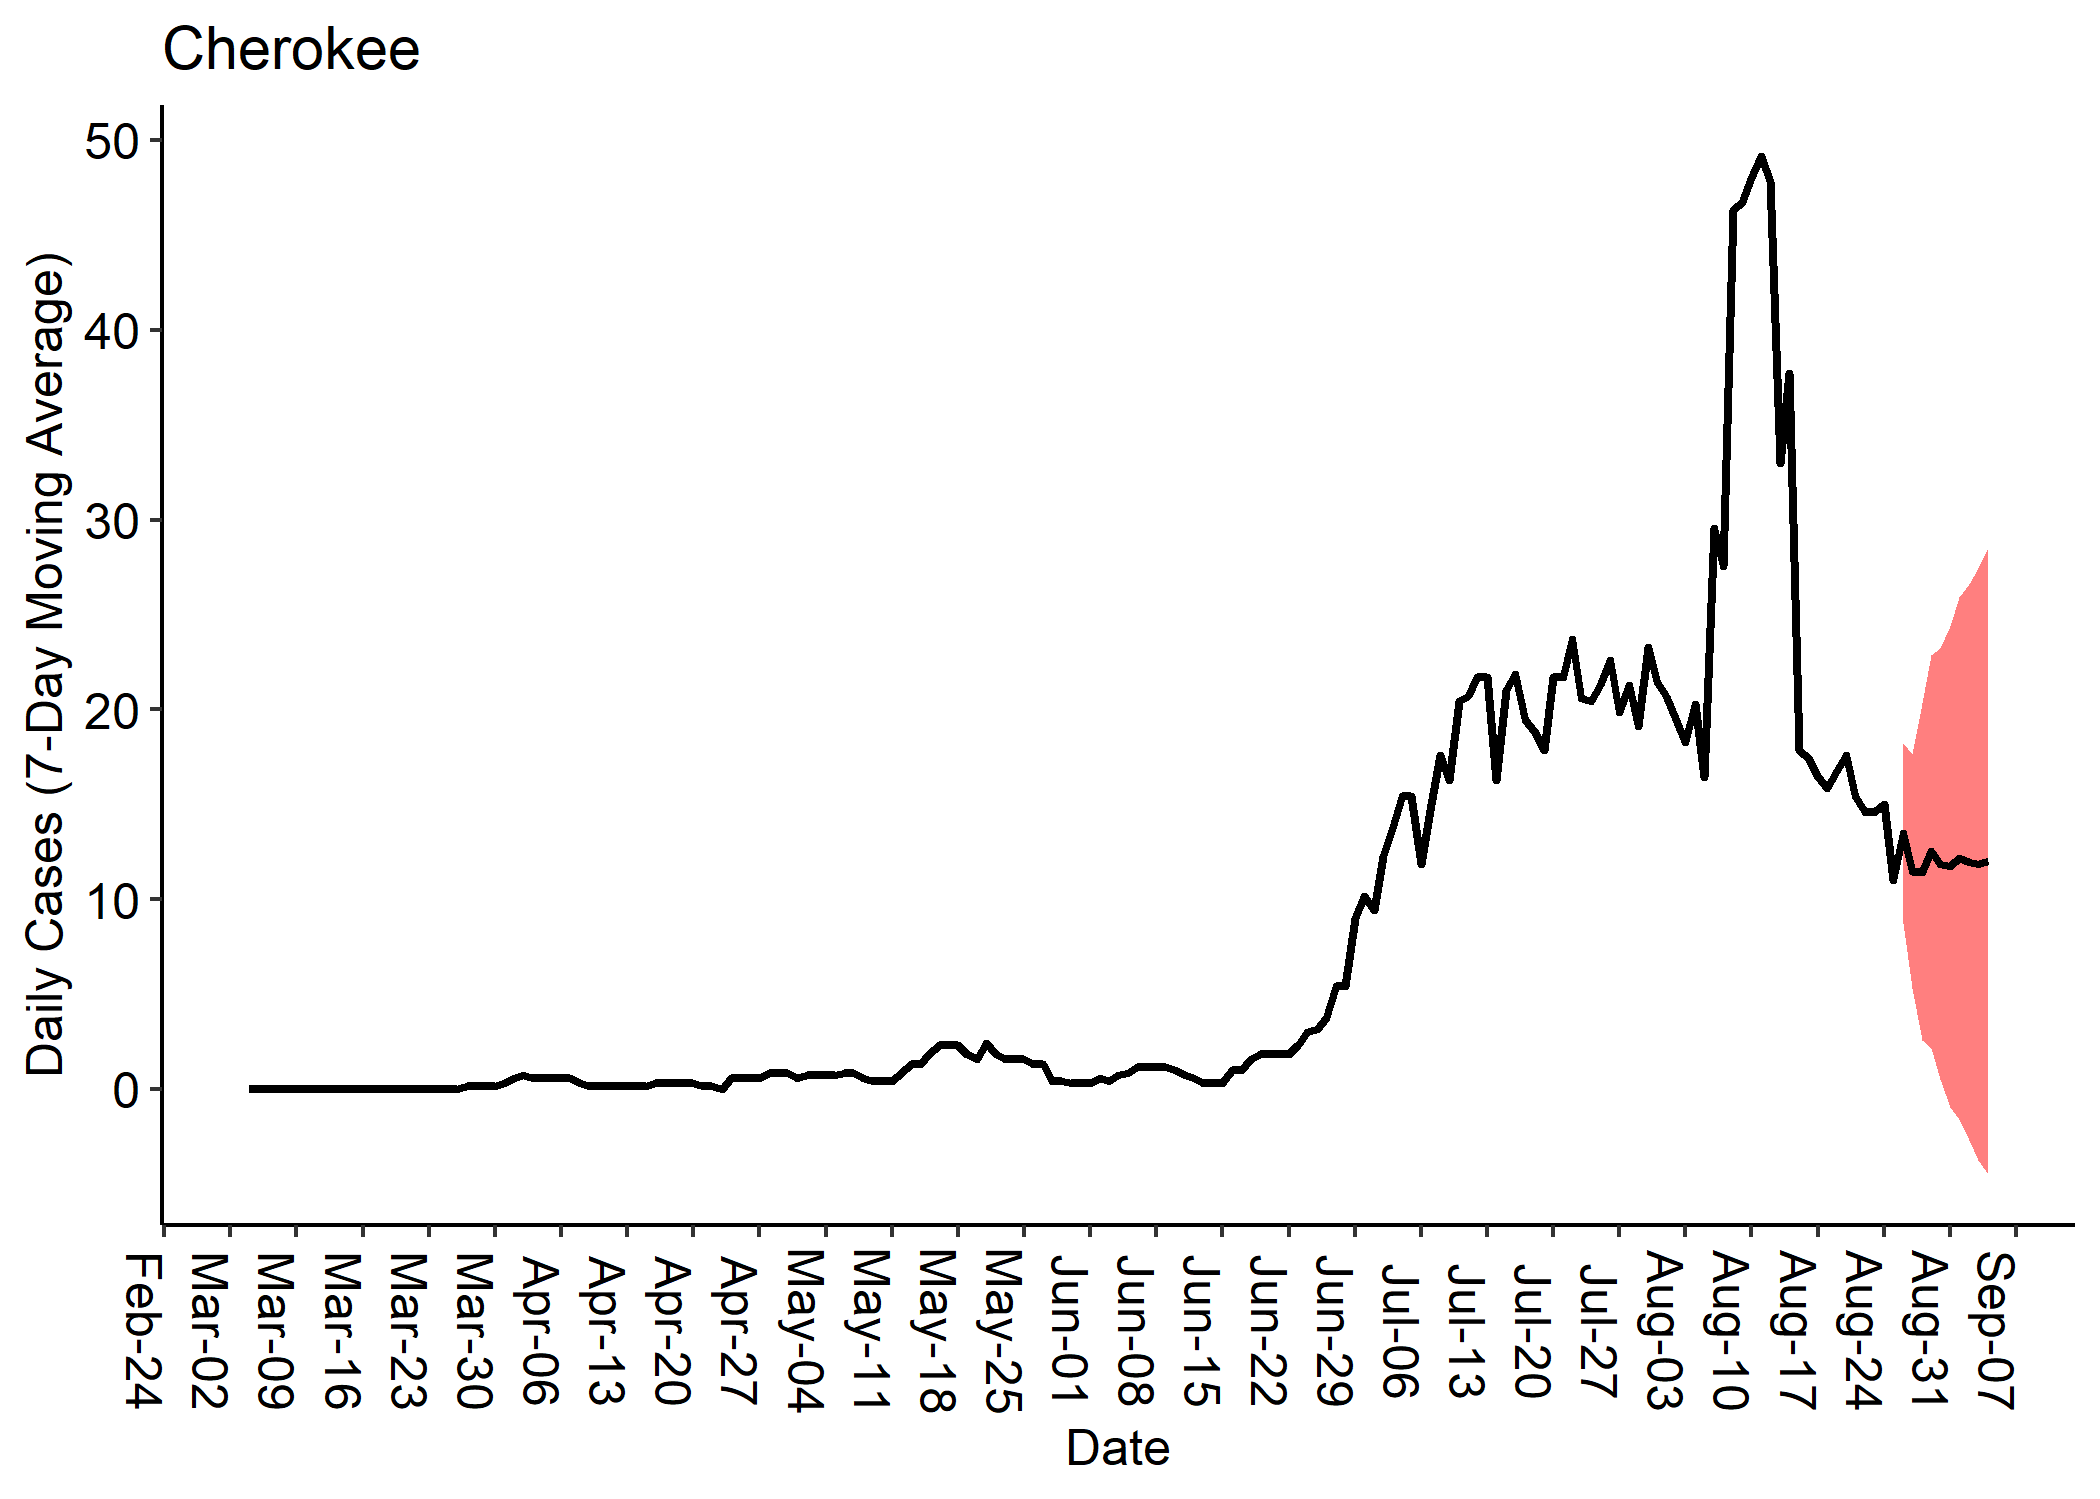 Cherokee
Daily Cases (7-Day Moving Average)
50
40
30
20
10
0
Feb-24
Mar-02
Mar-09
Mar-16
Mar-23
Mar-30
Apr-06
Apr-13
Apr-20
Apr-27
May-04
May-11
May-18
May-25
Jun-01
Jun-08
Jun-15
Jun-22
Jun-29
Jul-06
Jul-13
Jul-20
Jul-27
Aug-03
Aug-10
Aug-17
Aug-24
Aug-31
Sep-07
Date